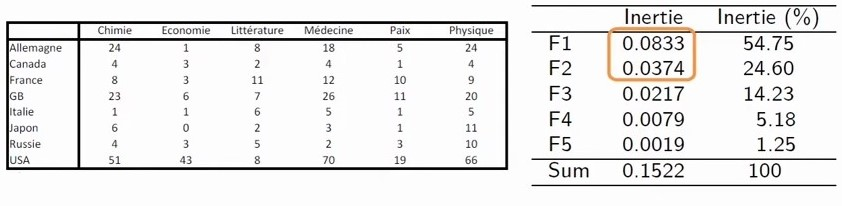 Chimie Economie Littérature Médecine Paix Physique
Allemagne 24 1 8 18 5 24
Canada 4 3 2 4 1 4
France 8 3 11 12 10 9
GB 23 6 7 26 11 20
Italie 1 1 6 5 1 5
Japon 6 0 2 3 1 11
Russie 4 3 5 2 3 10
USA 51 43 8 70 19 66
Inertie Inertie (%)
F1 0.0833 54.75
F2 0.0374 24.60
F3 0.0217 14.23
F4 0.0079 5.18
F5 0.0019 1.25
Sum 0.1522 100